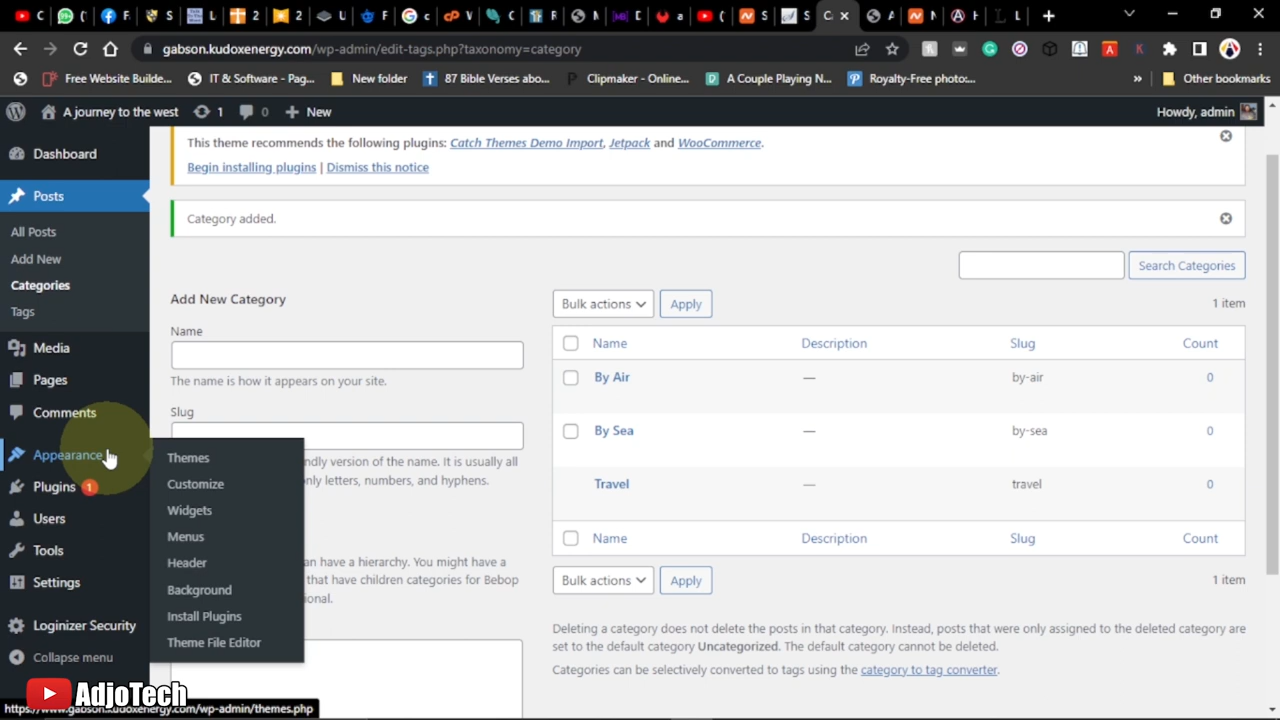 gabson.kudoxenergy.com/wp-admin/edit-tags.php?taxonomy=category
Free Website Builde...
IT & Software - Pag...
New folder
87 Bible Verses abo...
Clipmaker - Online...
A Couple Playing N...
Royalty-Free photo:...
»
Other bookmarks
A journey to the west
1
0
New
Howdy, admin
Dashboard
Posts
All Posts
Add New
Categories
Tags
Media
Pages
Comments
Appearance
Plugins 1
Users
Tools
Settings
Loginizer Security
Collapse menu
Themes
Customize
Widgets
Menus
Header
Background
Install Plugins
Theme File Editor
This theme recommends the following plugins: Catch Themes Demo Import, Jetpack and WooCommerce.
Begin installing plugins | Dismiss this notice
Category added.
Search Categories
Add New Category
Name
The name is how it appears on your site.
Slug
ndly version of the name. It is usually all
only letters, numbers, and hyphens.
an have a hierarchy. You might have a
that have children categories for Bebop
ional.
Bulk actions
Apply
1 item
Name Description Slug Count
By Air — by-air 0
By Sea — by-sea 0
Travel — travel 0
Name Description Slug Count
Bulk actions
Apply
1 item
Deleting a category does not delete the posts in that category. Instead, posts that were only assigned to the deleted category are
set to the default category Uncategorized. The default category cannot be deleted.
Categories can be selectively converted to tags using the category to tag converter.
AdjoTech
https://www.gabson.kudoxenergy.com/wp-admin/themes.php